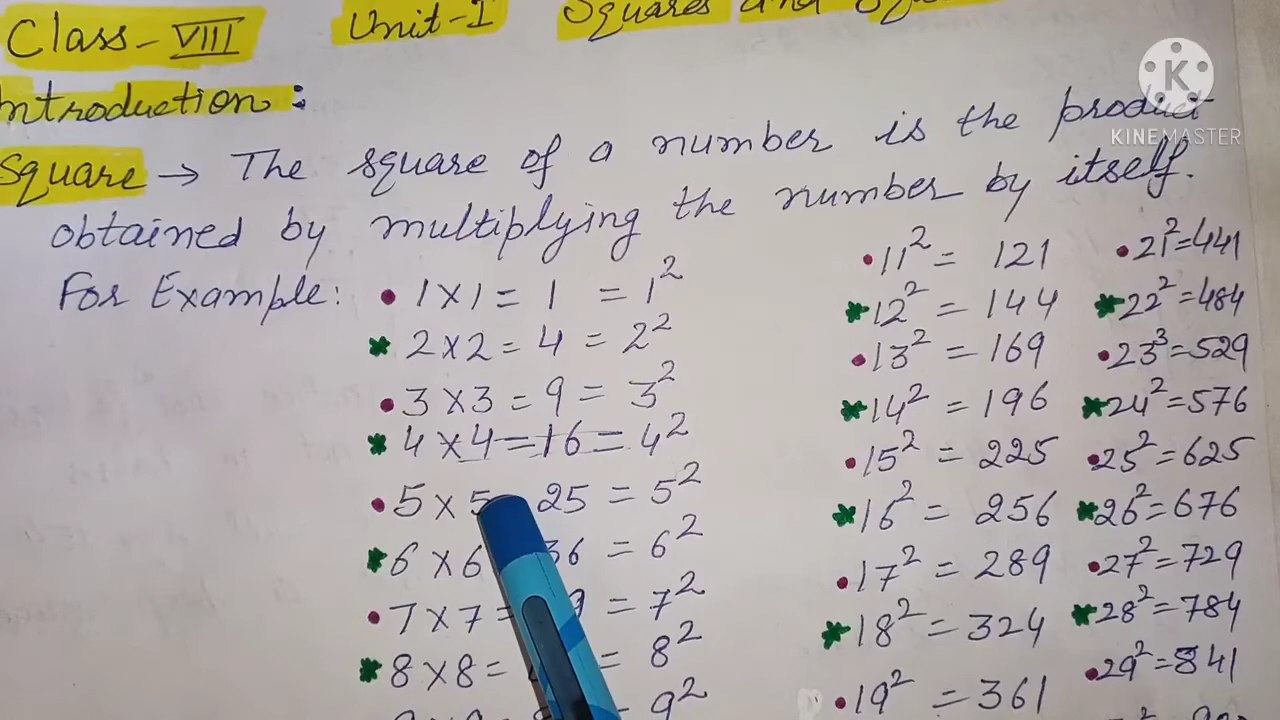 Class - VIII Unit-I Squares and
Introduction:
Square → The square of a number is the product
obtained by multiplying the number by itself.
For Example:
• 1 × 1 = 1 = 1²
* 2 × 2 = 4 = 2²
• 3 × 3 = 9 = 3²
* 4 × 4 = 16 = 4²
• 5 × 5 25 = 5²
* 6 × 6 36 = 6²
• 7 × 7 = 9 = 7²
* 8 × 8 = = 8²
9² 
• 11² = 121
* 12² = 144
• 13² = 169
* 14² = 196
• 15² = 225
* 16² = 256
• 17² = 289
* 18² = 324
• 19² = 361
• 21² = 441
* 22² = 484
• 23³ = 529
* 24² = 576
• 25² = 625
* 26² = 676
• 27² = 729
* 28² = 784
• 29² = 841
K
KINEMASTER